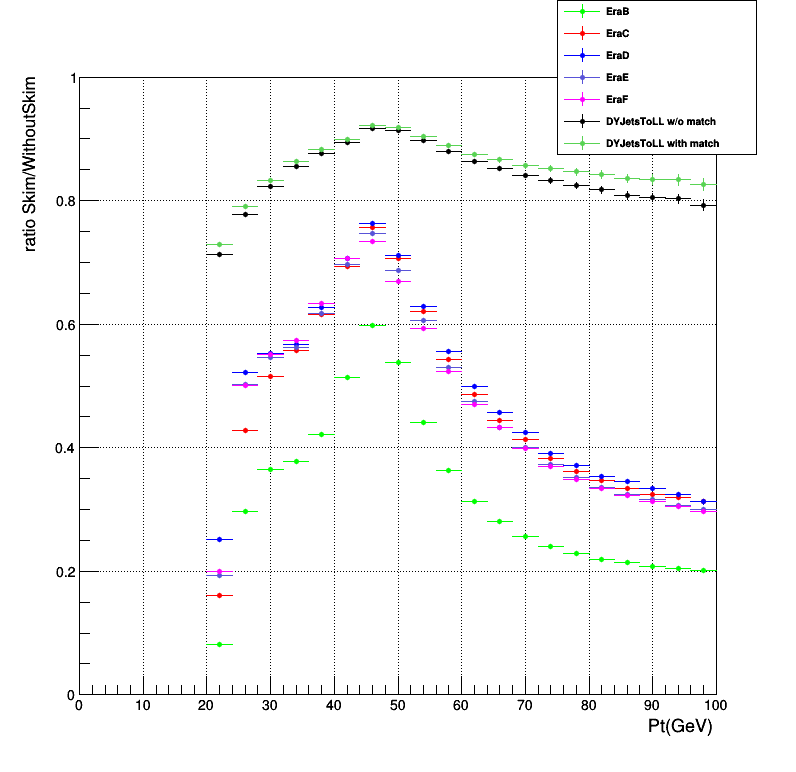 EraB
EraC
EraD
EraE
EraF
DYJetsToLL w/o match
DYJetsToLL with match
ratio Skim/WithoutSkim
1
0.8
0.6
0.4
0.2
0
0 10 20 30 40 50 60 70 80 90 100
Pt(GeV)